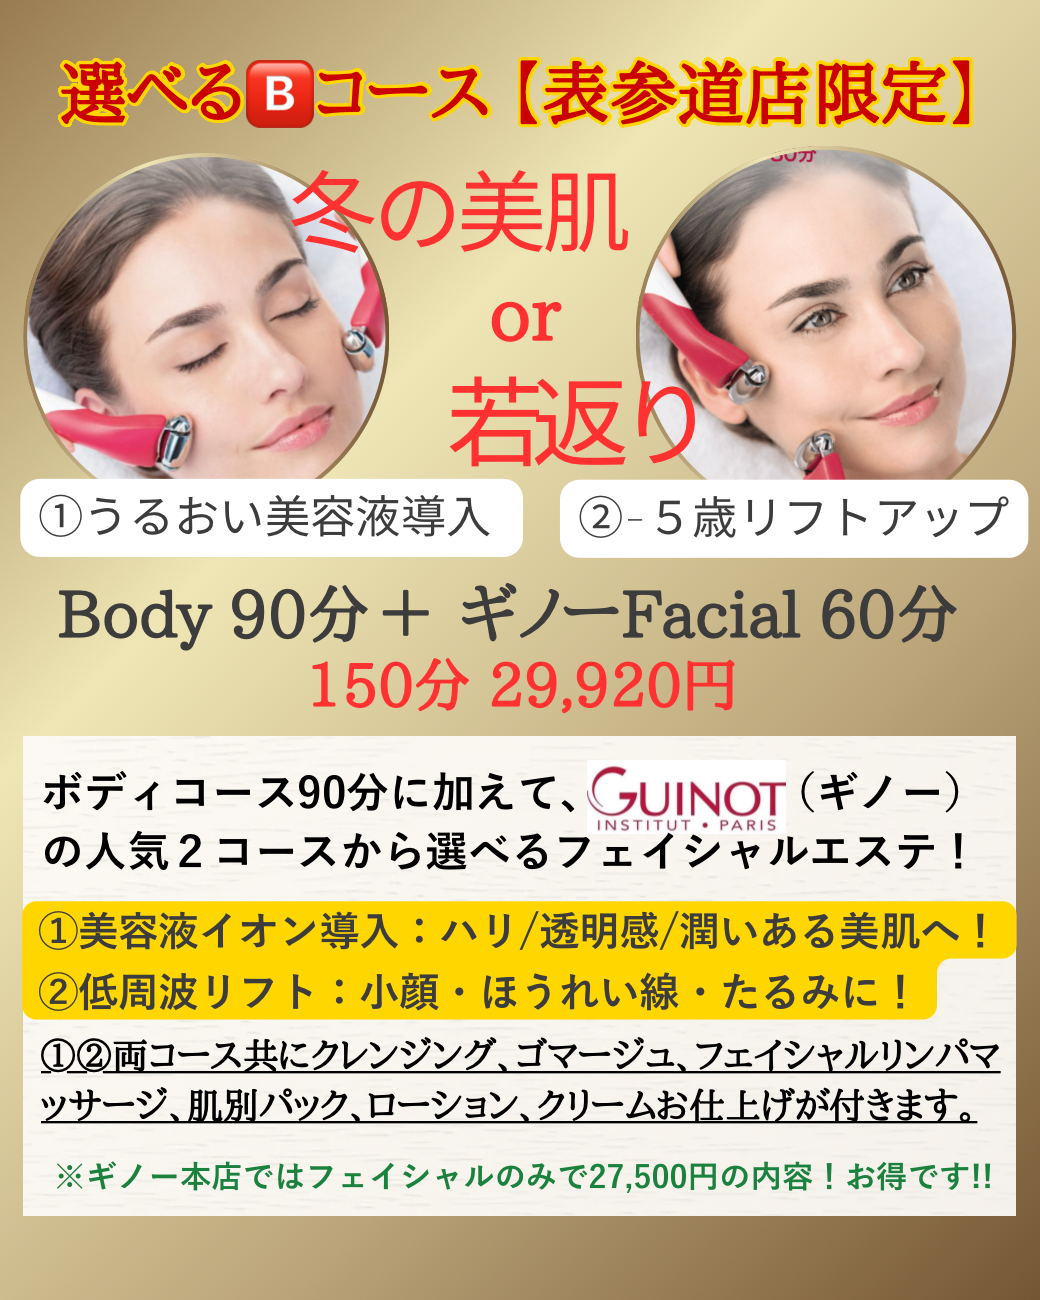 選べるBコース【表参道店限定】
30分
冬の美肌
or
若返り
①うるおい美容液導入
②-５歳リフトアップ
Body 90分＋ ギノーFacial 60分
150分 29,920円
ボディコース90分に加えて、GUINOT（ギノー）
INSTITUT • PARIS
の人気２コースから選べるフェイシャルエステ！
①美容液イオン導入：ハリ/透明感/潤いある美肌へ！
②低周波リフト：小顔・ほうれい線・たるみに！
①②両コース共にクレンジング、ゴマージュ、フェイシャルリンパマ
ッサージ、肌別パック、ローション、クリームお仕上げが付きます。
※ギノー本店ではフェイシャルのみで27,500円の内容！お得です!!